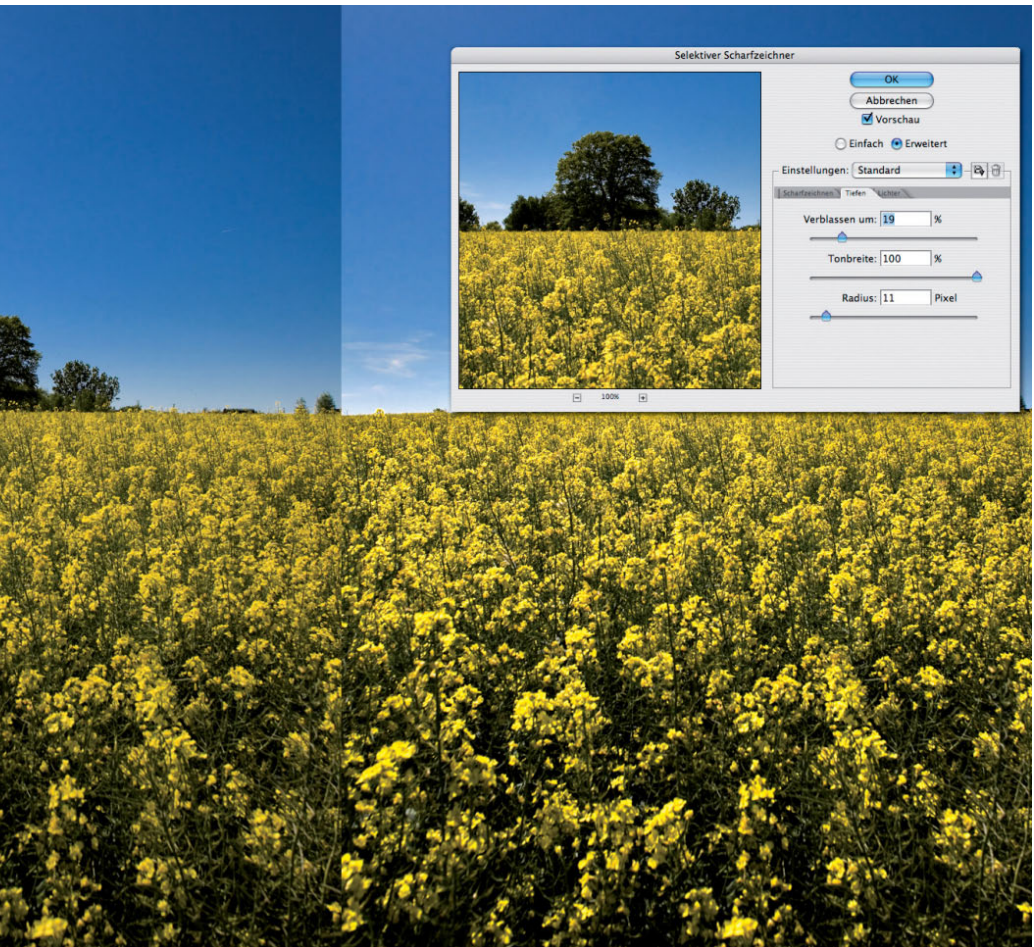 Selektiver Scharfzeichner
OK
Abbrechen
Vorschau
Einfach Erweitert
Einstellungen: Standard
Scharfzeichnen Tiefen Lichter
Verblassen um: 19 %
Tonbreite: 100 %
Radius: 11 Pixel
100%